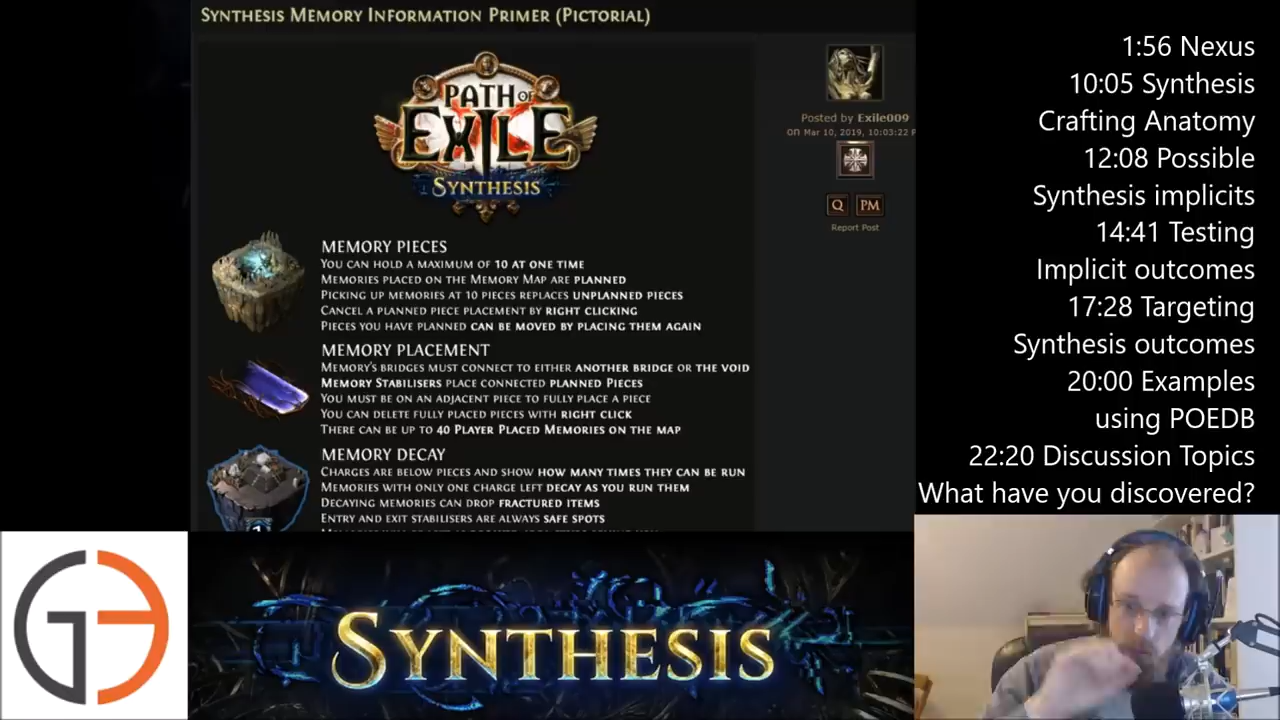 SYNTHESIS MEMORY INFORMATION PRIMER (PICTORIAL)
PATH OF
EXILE
SYNTHESIS
Posted by Exile009
on Mar 10, 2019, 10:03:22 P
Q PM
Report Post
MEMORY PIECES
YOU CAN HOLD A MAXIMUM OF 10 AT ONE TIME
MEMORIES PLACED ON THE MEMORY MAP ARE PLANNED
PICKING UP MEMORIES AT 10 PIECES REPLACES UNPLANNED PIECES
CANCEL A PLANNED PIECE PLACEMENT BY RIGHT CLICKING
PIECES YOU HAVE PLANNED CAN BE MOVED BY PLACING THEM AGAIN
MEMORY PLACEMENT
MEMORY'S BRIDGES MUST CONNECT TO EITHER ANOTHER BRIDGE OR THE VOID
MEMORY STABILISERS PLACE CONNECTED PLANNED PIECES
YOU MUST BE ON AN ADJACENT PIECE TO FULLY PLACE A PIECE
YOU CAN DELETE FULLY PLACED PIECES WITH RIGHT CLICK
THERE CAN BE UP TO 40 PLAYER PLACED MEMORIES ON THE MAP
MEMORY DECAY
CHARGES ARE BELOW PIECES AND SHOW HOW MANY TIMES THEY CAN BE RUN
MEMORIES WITH ONLY ONE CHARGE LEFT DECAY AS YOU RUN THEM
DECAYING MEMORIES CAN DROP FRACTURED ITEMS
ENTRY AND EXIT STABILISERS ARE ALWAYS SAFE SPOTS
1:56 Nexus
10:05 Synthesis
Crafting Anatomy
12:08 Possible
Synthesis implicits
14:41 Testing
Implicit outcomes
17:28 Targeting
Synthesis outcomes
20:00 Examples
using POEDB
22:20 Discussion Topics
What have you discovered?
SYNTHESIS